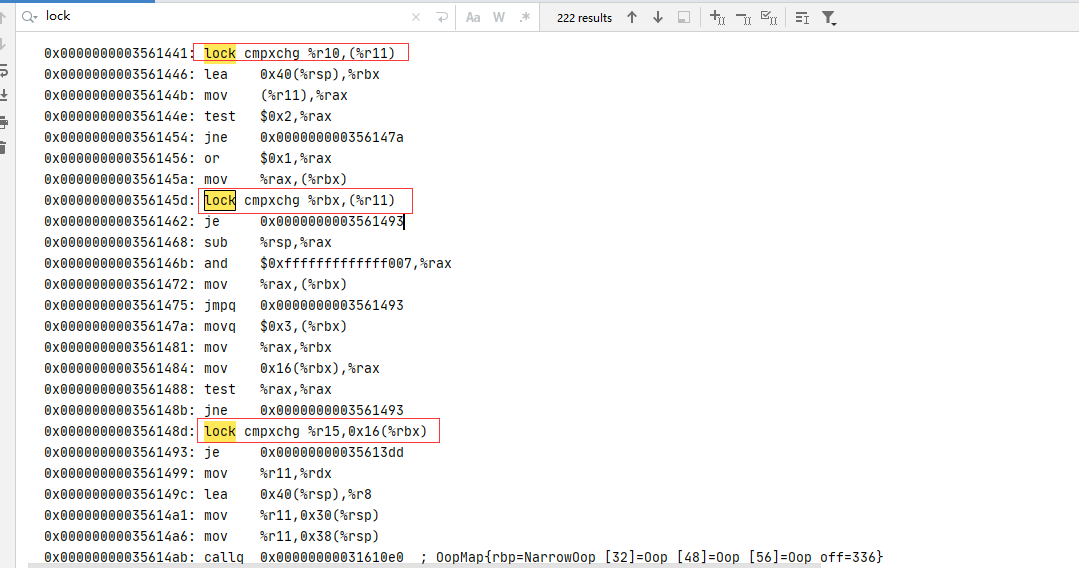 lock
Aa W .* 222 results
0x0000000003561441: lock cmpxchg %r10,(%r11)
0x0000000003561446: lea 0x40(%rsp),%rbx
0x000000000356144b: mov (%r11),%rax
0x000000000356144e: test $0x2,%rax
0x0000000003561454: jne 0x000000000356147a
0x0000000003561456: or $0x1,%rax
0x000000000356145a: mov %rax,(%rbx)
0x000000000356145d: lock cmpxchg %rbx,(%r11)
0x0000000003561462: je 0x0000000003561493
0x0000000003561468: sub %rsp,%rax
0x000000000356146b: and $0xfffffffffffff007,%rax
0x0000000003561472: mov %rax,(%rbx)
0x0000000003561475: jmpq 0x0000000003561493
0x000000000356147a: movq $0x3,(%rbx)
0x0000000003561481: mov %rax,%rbx
0x0000000003561484: mov 0x16(%rbx),%rax
0x0000000003561488: test %rax,%rax
0x000000000356148b: jne 0x0000000003561493
0x000000000356148d: lock cmpxchg %r15,0x16(%rbx)
0x0000000003561493: je 0x00000000035613dd
0x0000000003561499: mov %r11,%rdx
0x000000000356149c: lea 0x40(%rsp),%r8
0x00000000035614a1: mov %r11,0x30(%rsp)
0x00000000035614a6: mov %r11,0x38(%rsp)
0x00000000035614ab: callq 0x00000000031610e0 ; OopMap{rbp=NarrowOop [32]=Oop [48]=Oop [56]=Oop off=336}